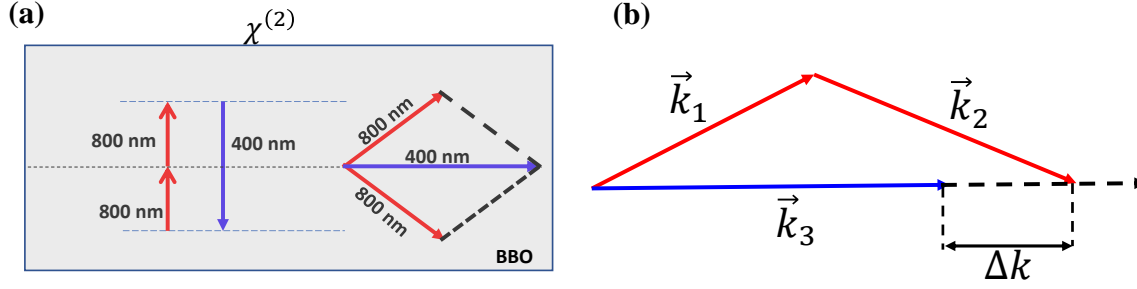 (a)
χ^(2)
800 nm
400 nm
800 nm
800 nm
400 nm
800 nm
BBO
(b)
k⃗₁
k⃗₂
k⃗₃
Δk